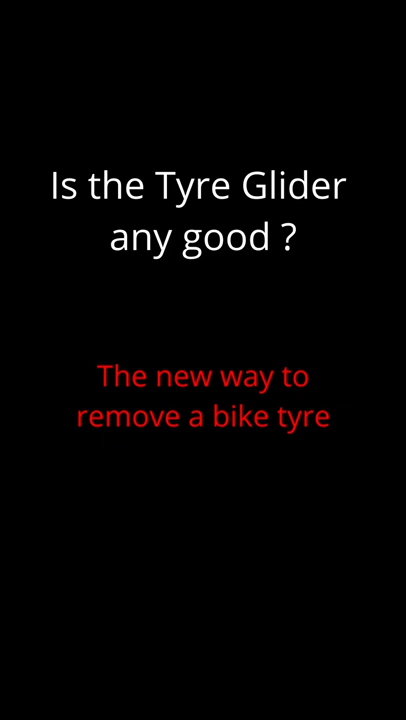 Is the Tyre Glider
any good ?
The new way to
remove a bike tyre